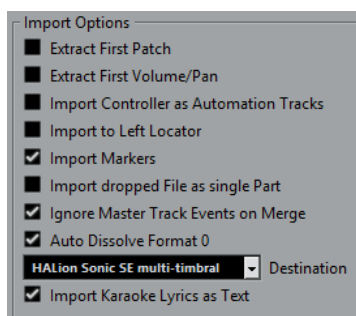 Import Options
Extract First Patch
Extract First Volume/Pan
Import Controller as Automation Tracks
Import to Left Locator
Import Markers
Import dropped File as single Part
Ignore Master Track Events on Merge
Auto Dissolve Format 0
HALion Sonic SE multi-timbral Destination
Import Karaoke Lyrics as Text